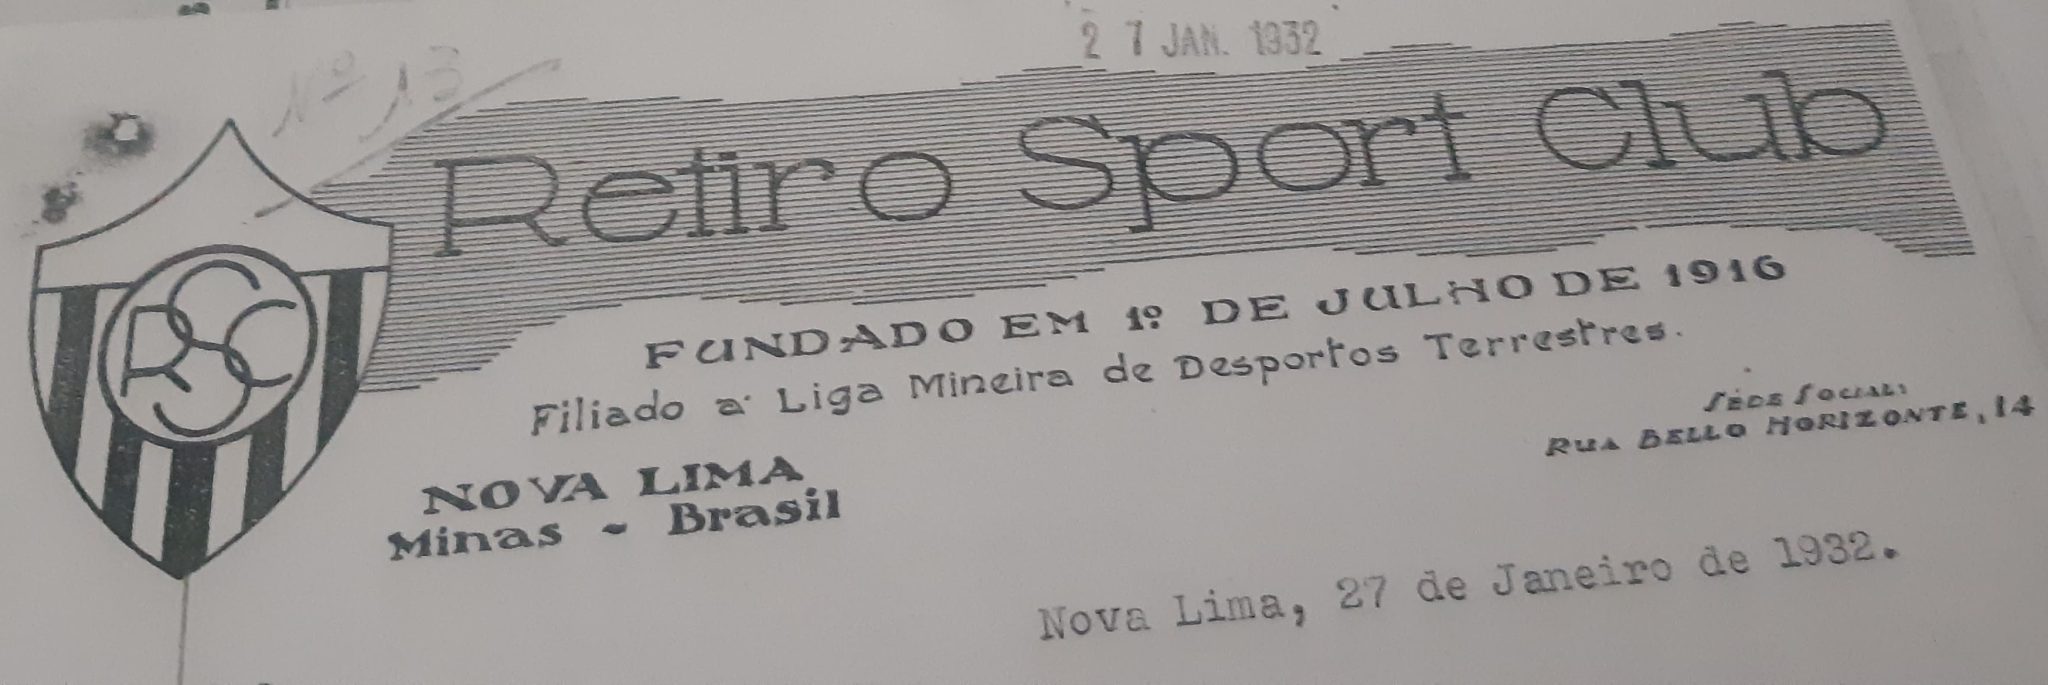 27 JAN. 1932
Nº 13
Retiro Sport Club
RSC
FUNDADO EM 1º DE JULHO DE 1916
Filiado á Liga Mineira de Desportos Terrestres.
SÉDE SOCIAL:
RUA BELLO HORIZONTE, 14
NOVA LIMA
Minas - Brasil
Nova Lima, 27 de Janeiro de 1932.